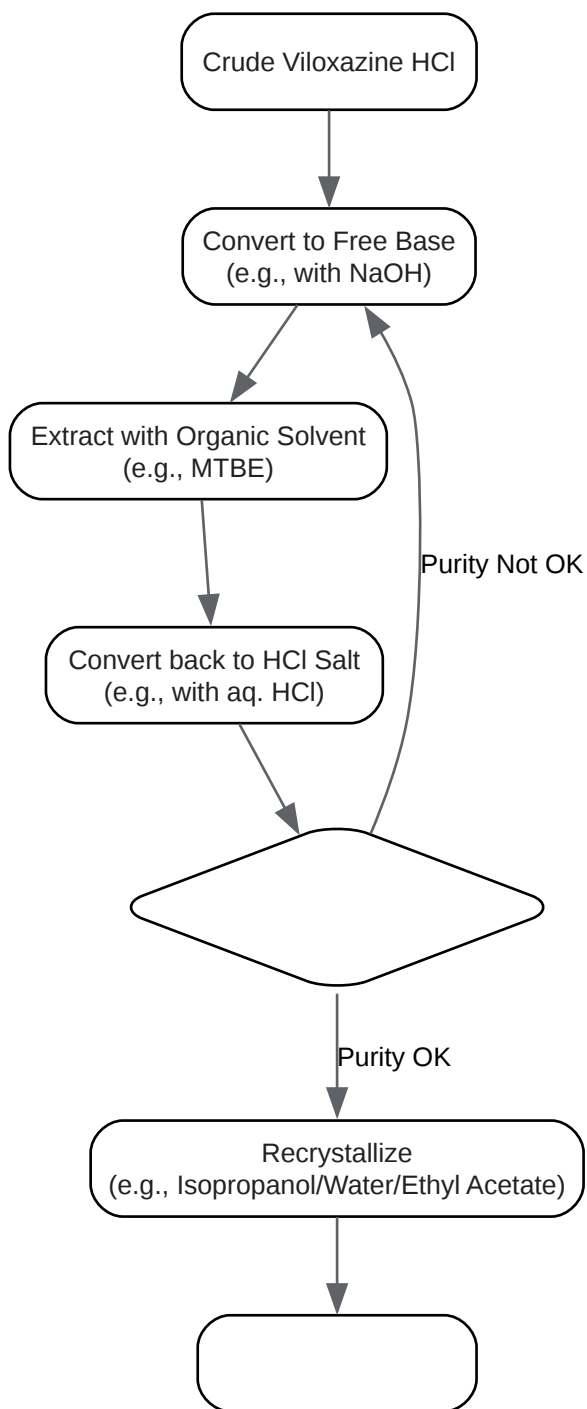 Crude Viloxazine HCl
Convert to Free Base
(e.g., with NaOH)
Extract with Organic Solvent
(e.g., MTBE)
Purity Not OK
Convert back to HCl Salt
(e.g., with aq. HCl)
Purity OK
Recrystallize
(e.g., Isopropanol/Water/Ethyl Acetate)